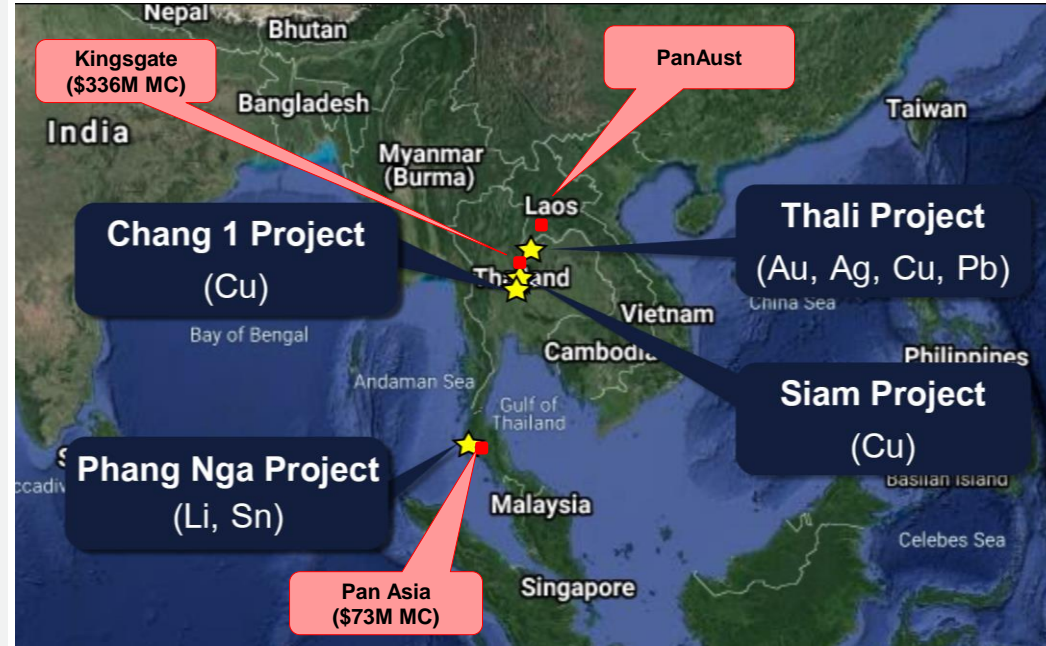 Nepal
Bhutan
Kingsgate
($336M MC)
PanAust
Bangladesh
Taiwan
India
Myanmar
(Burma)
Laos
Chang 1 Project
(Cu)
Thali Project
(Au, Ag, Cu, Pb)
Thailand
China Sea
Vietnam
Bay of Bengal
Cambodia
Philippines
Andaman Sea
Gulf of
Thailand
Siam Project
(Cu)
Phang Nga Project
(Li, Sn)
Basilan Island
Malaysia
Celebes Sea
Pan Asia
($73M MC)
Singapore